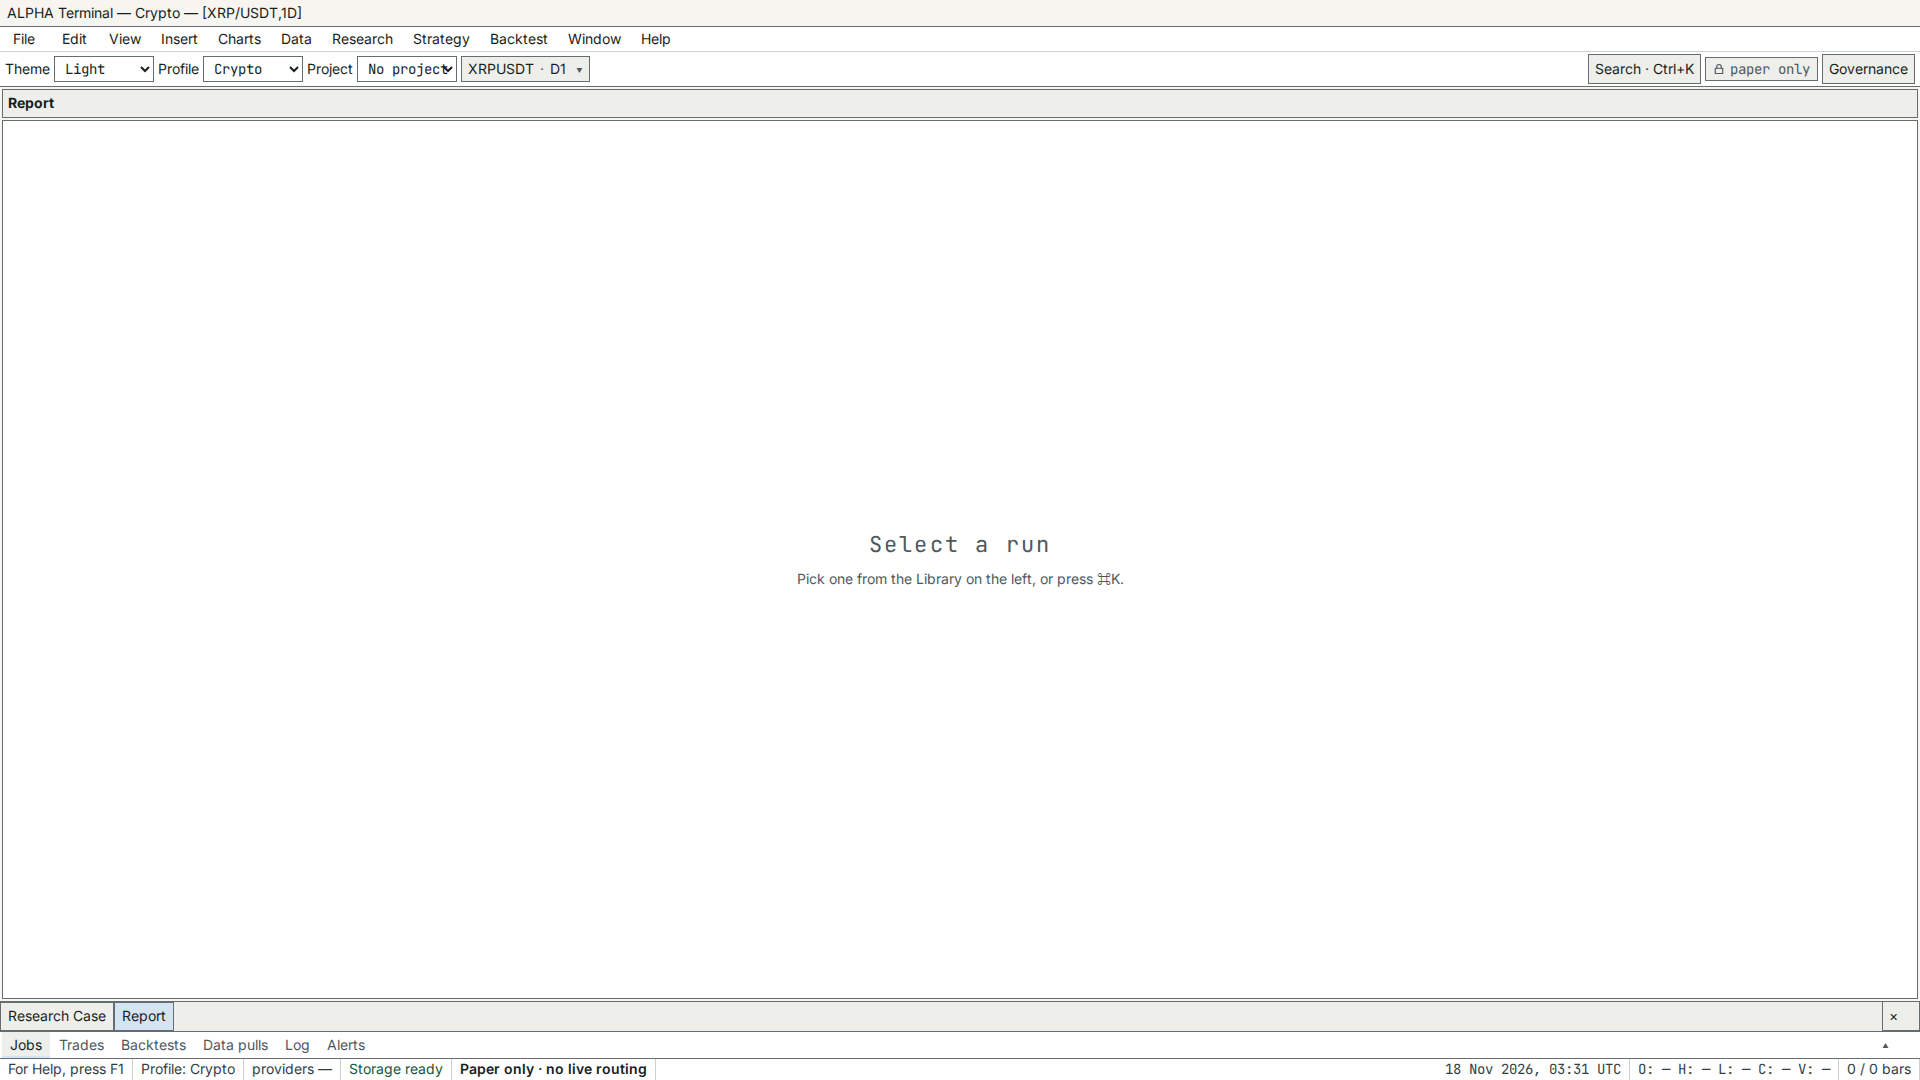 ALPHA Terminal — Crypto — [XRP/USDT,1D]
File Edit View Insert Charts Data Research Strategy Backtest Window Help
Theme Light Profile Crypto Project No project XRPUSDT · D1 ▾ Search · Ctrl+K paper only Governance
Report
Select a run
Pick one from the Library on the left, or press ⌘K.
Research Case Report ×
Jobs Trades Backtests Data pulls Log Alerts ▴
For Help, press F1 Profile: Crypto providers — Storage ready Paper only · no live routing 18 Nov 2026, 03:31 UTC O: — H: — L: — C: — V: — 0 / 0 bars